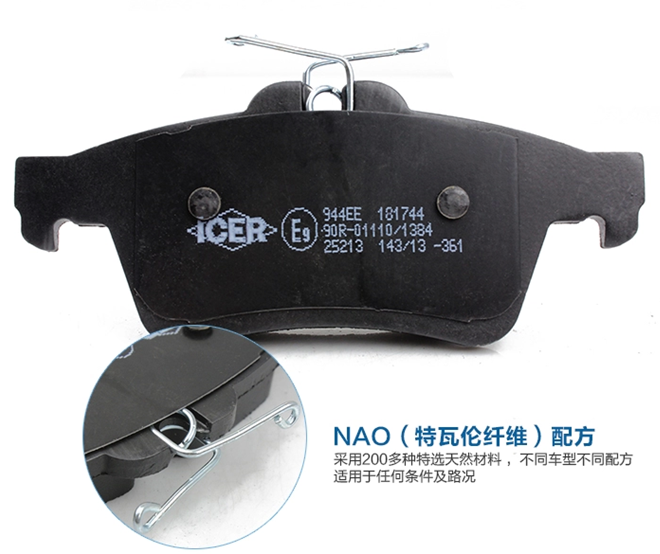 944EE 181744
ICER E9 90R-01110/1384
25213 143/13 -361
NAO（特瓦伦纤维）配方
采用200多种特选天然材料，不同车型不同配方
适用于任何条件及路况